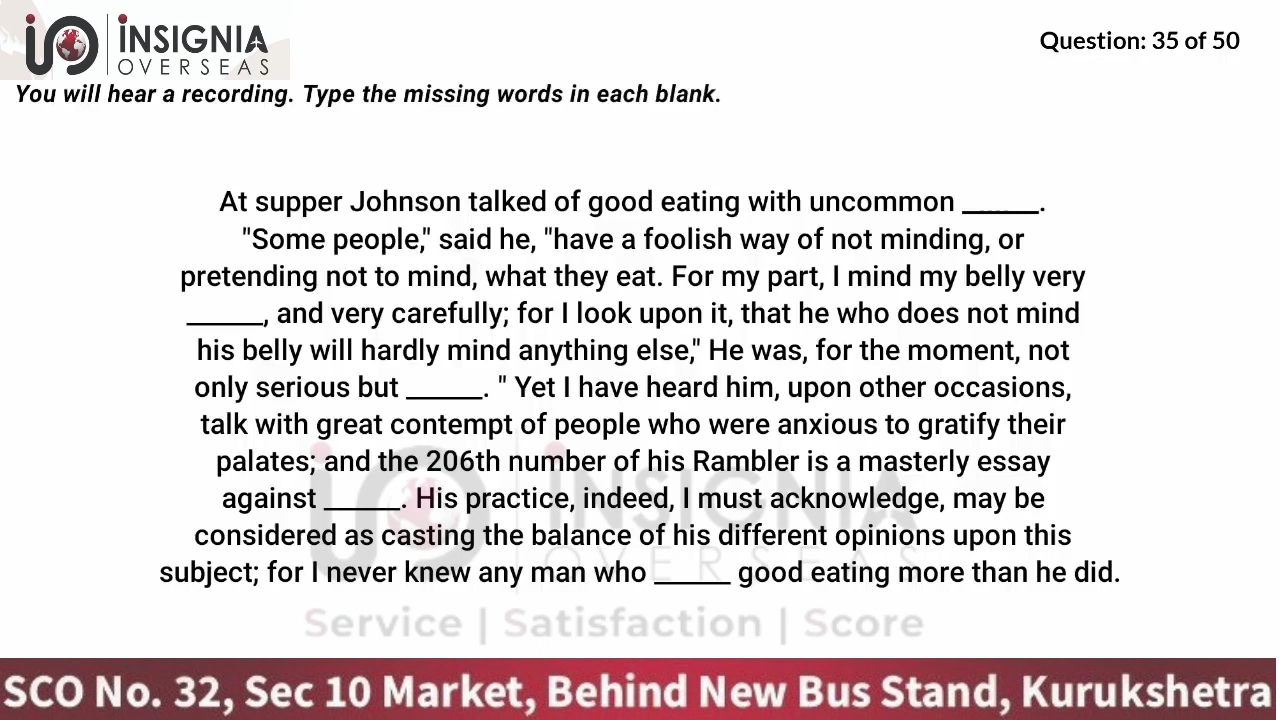 iNSIGNIA
OVERSEAS
Question: 35 of 50
You will hear a recording. Type the missing words in each blank.
At supper Johnson talked of good eating with uncommon ______.
"Some people," said he, "have a foolish way of not minding, or
pretending not to mind, what they eat. For my part, I mind my belly very
______, and very carefully; for I look upon it, that he who does not mind
his belly will hardly mind anything else," He was, for the moment, not
only serious but ______. " Yet I have heard him, upon other occasions,
talk with great contempt of people who were anxious to gratify their
palates; and the 206th number of his Rambler is a masterly essay
against ______. His practice, indeed, I must acknowledge, may be
considered as casting the balance of his different opinions upon this
subject; for I never knew any man who ______ good eating more than he did.
iNSIGNIA
OVERSEAS
Service | Satisfaction | Score
SCO No. 32, Sec 10 Market, Behind New Bus Stand, Kurukshetra